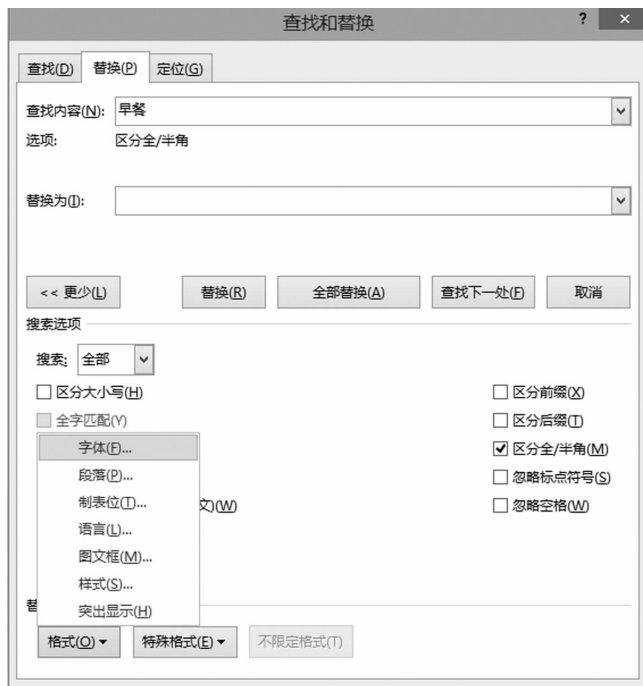 查找和替换 ? ×
查找(D) 替换(P) 定位(G)
查找内容(N): 早餐
选项: 区分全/半角
替换为(I):
<< 更少(L) 替换(R) 全部替换(A) 查找下一处(F) 取消
搜索选项
搜索: 全部
区分大小写(H) 区分前缀(X)
全字匹配(Y) 区分后缀(T)
字体(F)... 区分全/半角(M)
段落(P)... 忽略标点符号(S)
制表位(T)... 文)(W) 忽略空格(W)
语言(L)...
图文框(M)...
样式(S)...
突出显示(H)
替
格式(O) 特殊格式(E) 不限定格式(T)